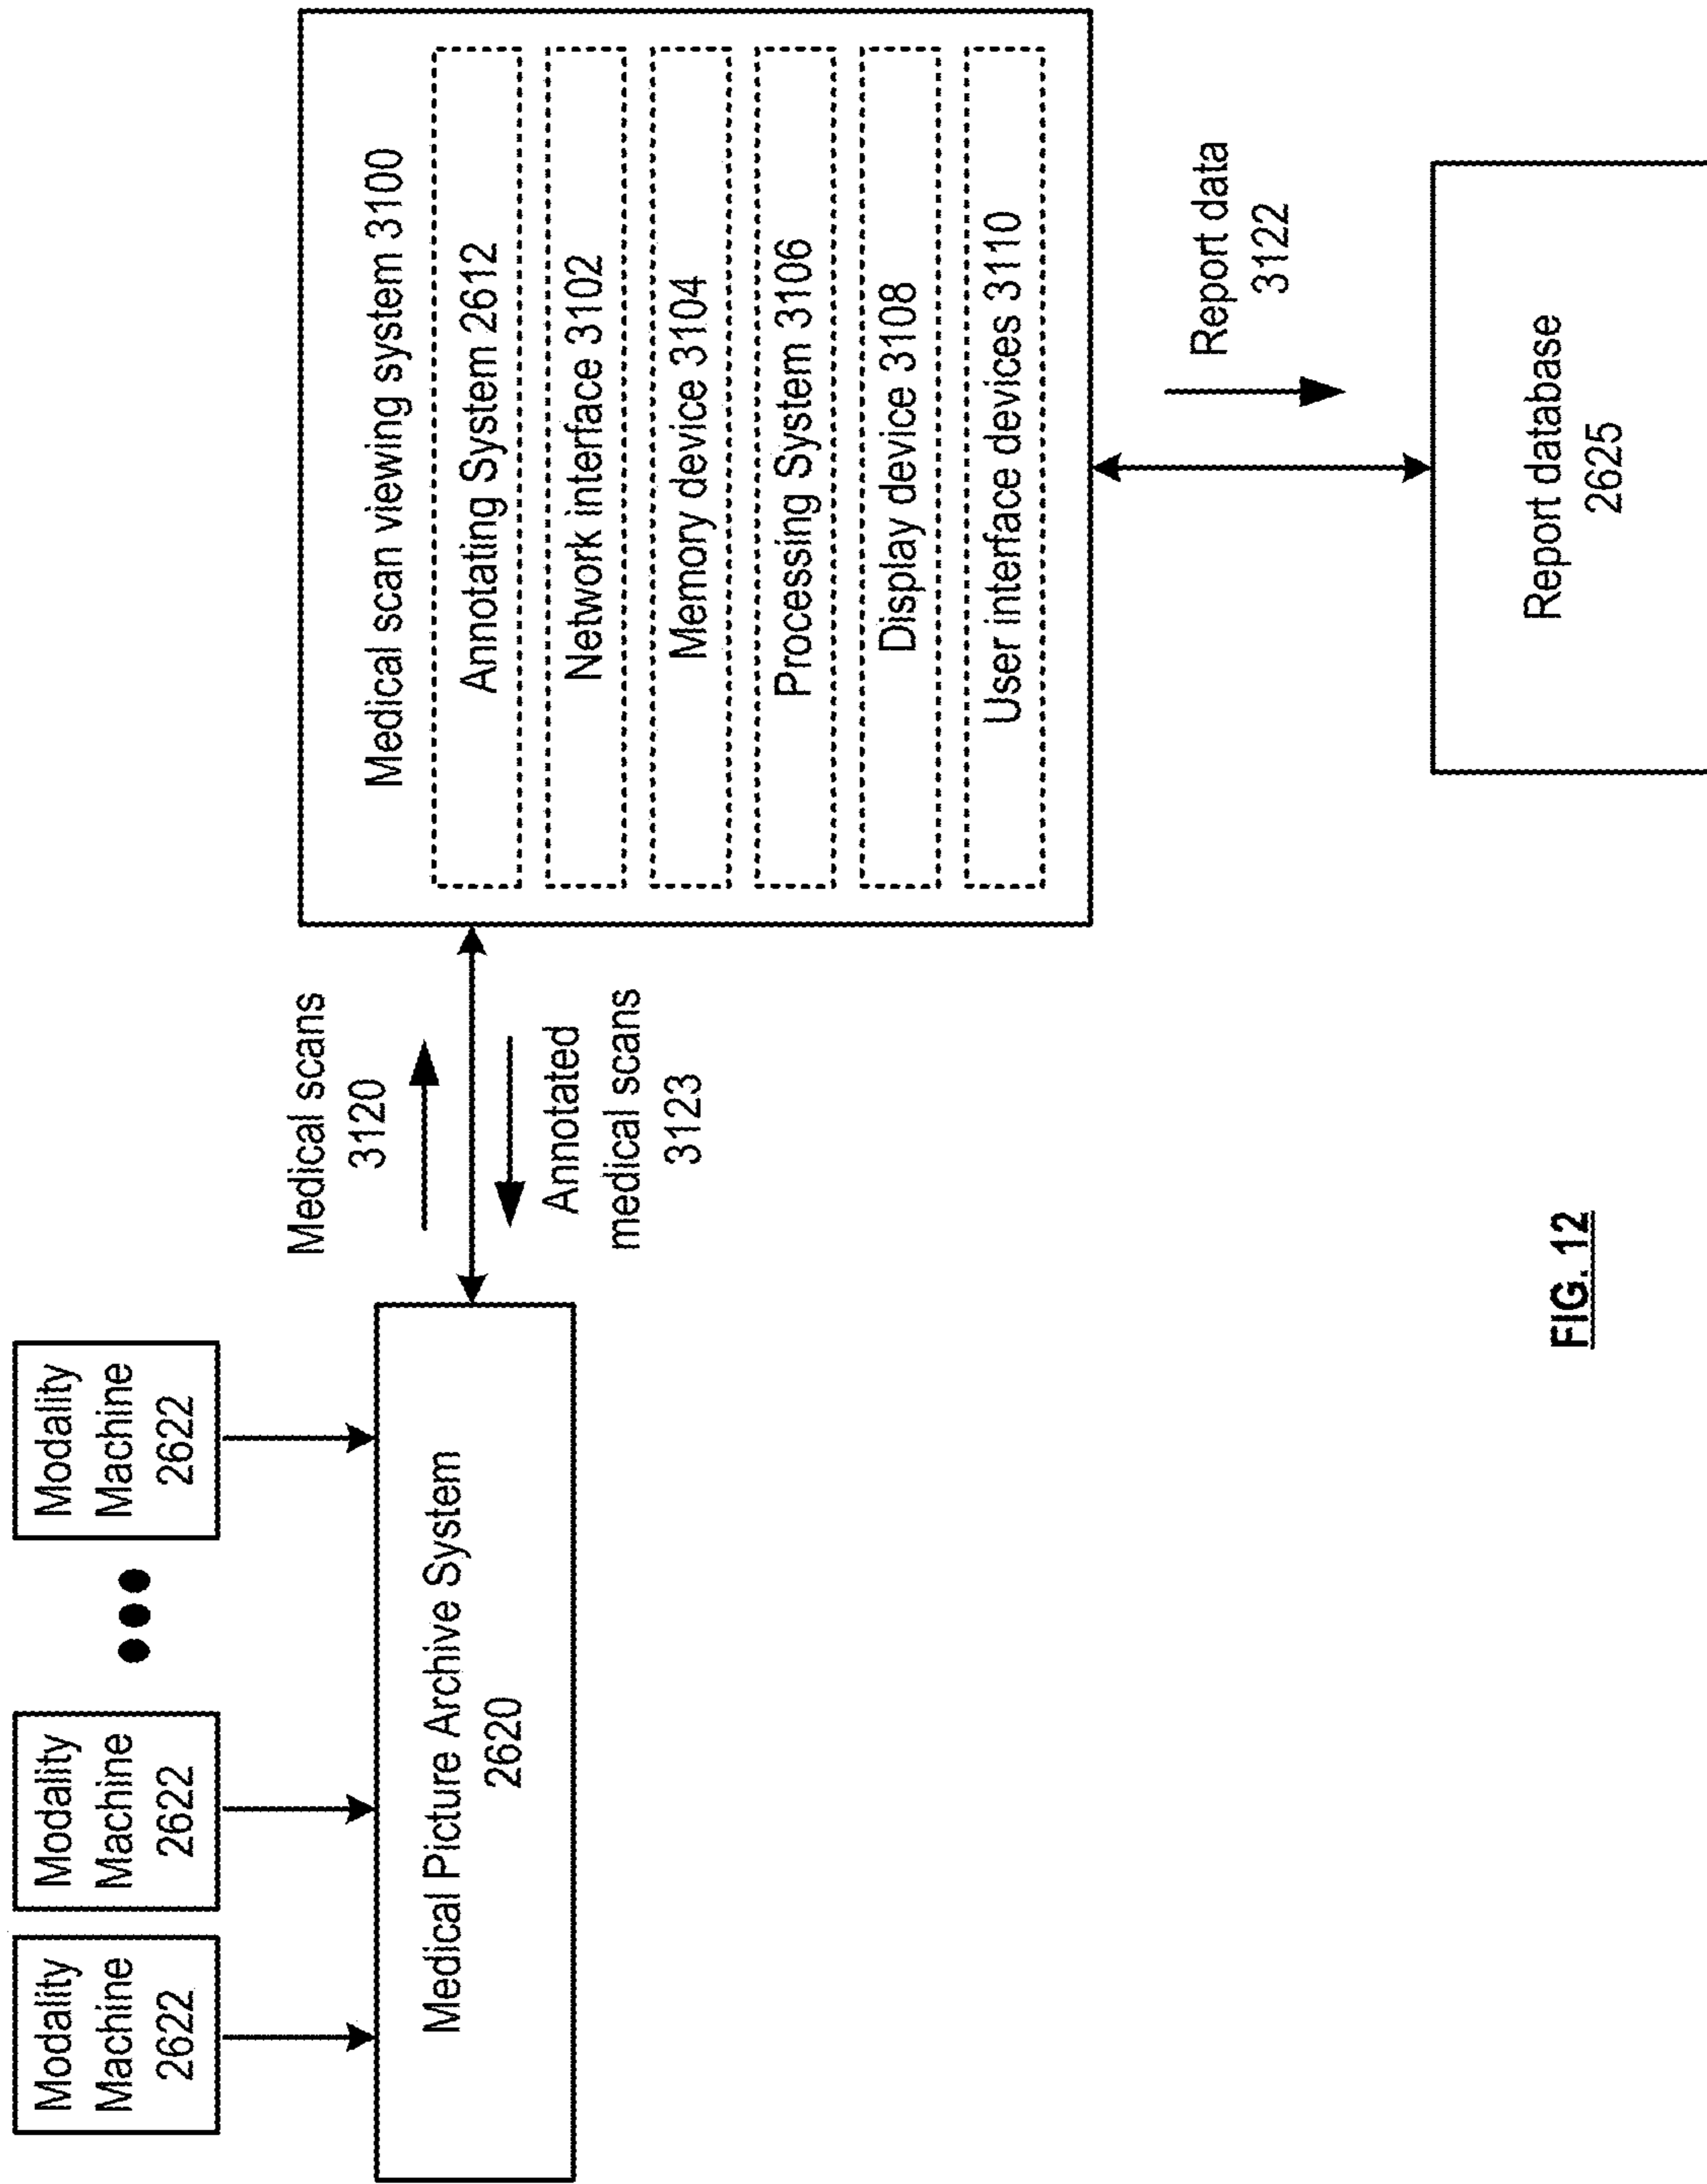 Modality
Machine
2622
Modality
Machine
2622
Modality
Machine
2622
Medical Picture Archive System
2620
Medical scans
3120
Annotated
medical scans
3123
Medical scan viewing system 3100
Annotating System 2612
Network interface 3102
Memory device 3104
Processing System 3106
Display device 3108
User interface devices 3110
Report data
3122
Report database
2625
FIG. 12